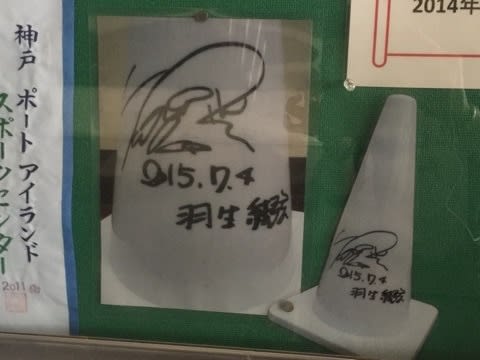 神戸 ポートアイランド
スポーツセンター
2011
2015.7.4
羽生 結弦
2014年
2015.7.4
羽生 結弦